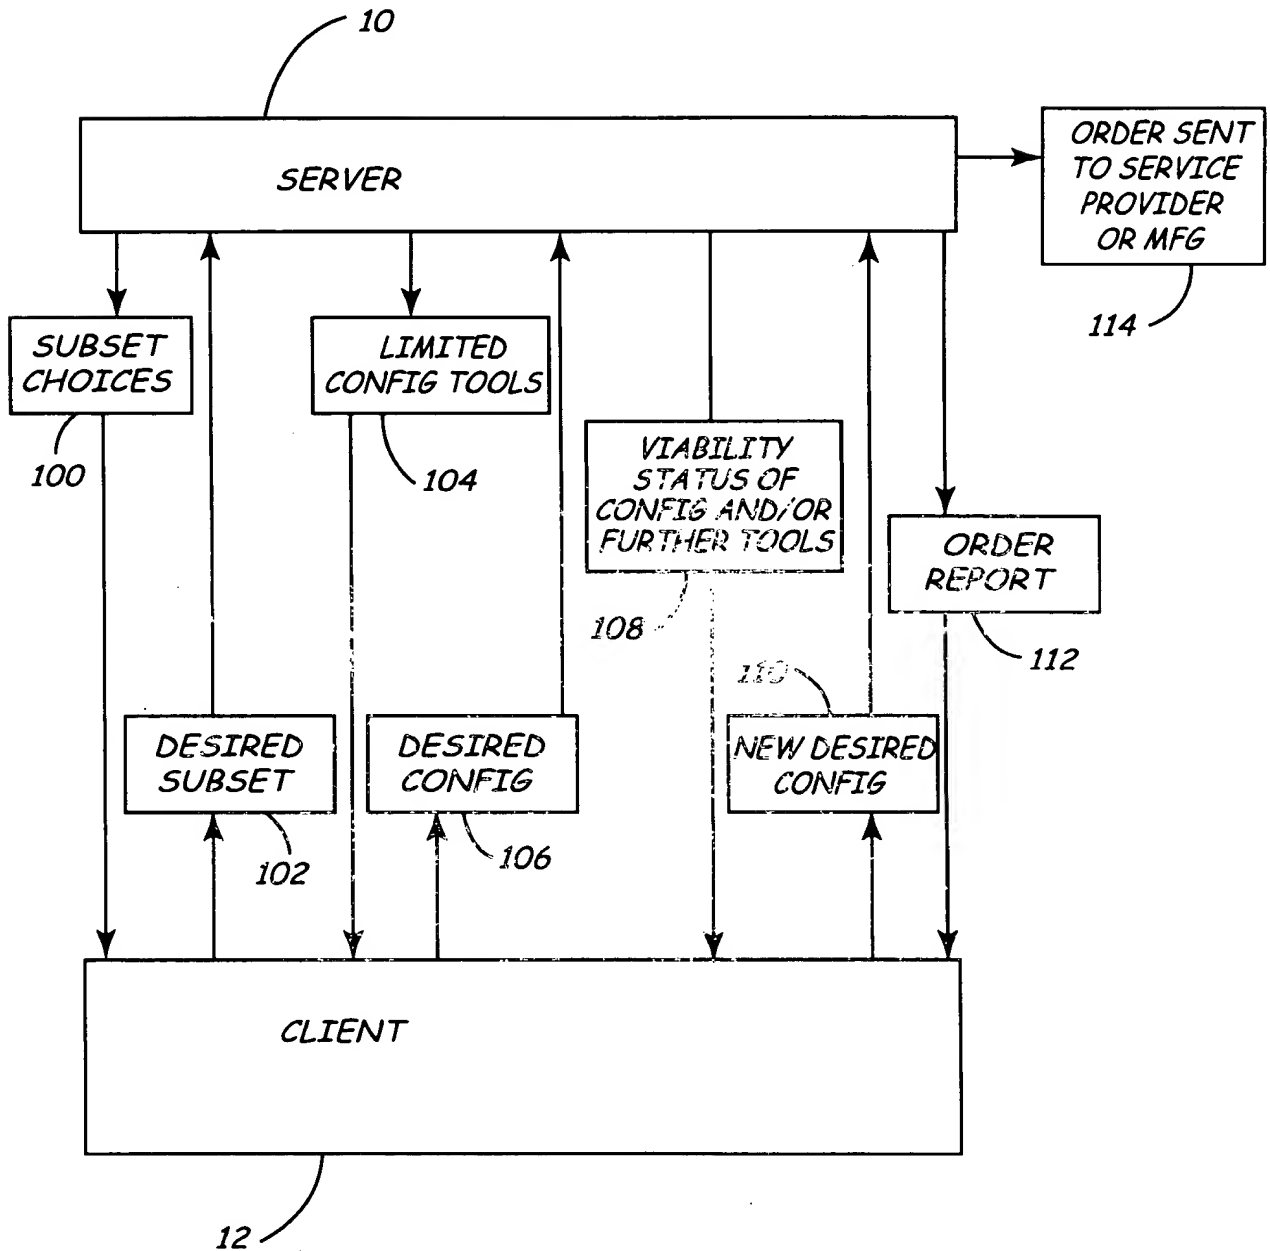 10
SERVER
ORDER SENT
TO SERVICE
PROVIDER
OR MFG
114
SUBSET
CHOICES
100
LIMITED
CONFIG TOOLS
104
VIABILITY
STATUS OF
CONFIG AND/OR
FURTHER TOOLS
108
ORDER
REPORT
112
DESIRED
SUBSET
102
DESIRED
CONFIG
106
110
NEW DESIRED
CONFIG
CLIENT
12